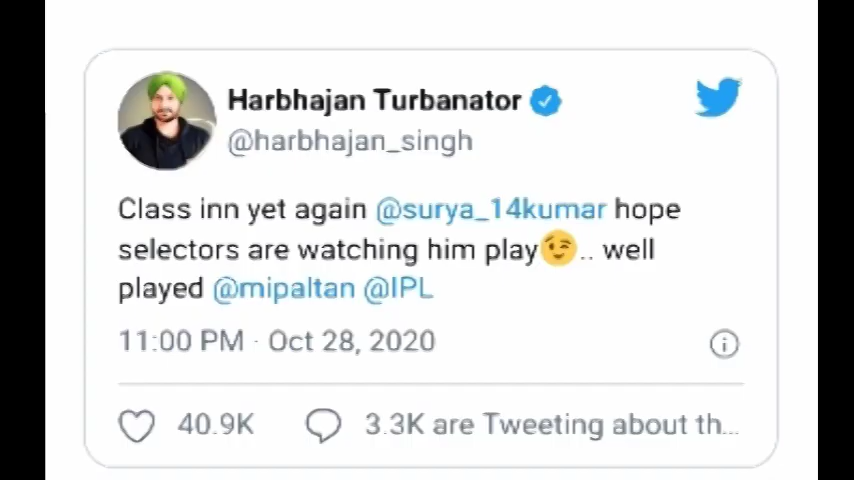 Harbhajan Turbanator
@harbhajan_singh
Class inn yet again @surya_14kumar hope
selectors are watching him play😉.. well
played @mipaltan @IPL
11:00 PM · Oct 28, 2020
40.9K 3.3K are Tweeting about th...